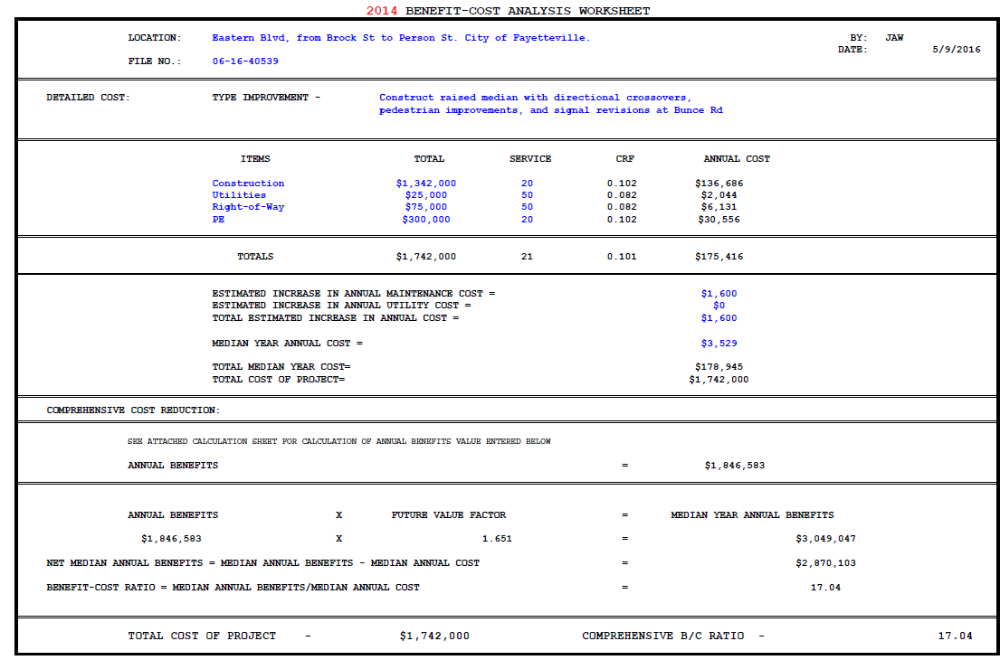 2014 BENEFIT-COST ANALYSIS WORKSHEET
LOCATION: Eastern Blvd, from Brock St to Person St. City of Fayetteville. BY: JAW
DATE: 5/9/2016
FILE NO.: 06-16-40539
DETAILED COST: TYPE IMPROVEMENT - Construct raised median with directional crossovers,
pedestrian improvements, and signal revisions at Bunce Rd
ITEMS TOTAL SERVICE CRF ANNUAL COST
Construction $1,342,000 20 0.102 $136,686
Utilities $25,000 50 0.082 $2,044
Right-of-Way $75,000 50 0.082 $6,131
PE $300,000 20 0.102 $30,556
TOTALS $1,742,000 21 0.101 $175,416
ESTIMATED INCREASE IN ANNUAL MAINTENANCE COST = $1,600
ESTIMATED INCREASE IN ANNUAL UTILITY COST = $0
TOTAL ESTIMATED INCREASE IN ANNUAL COST = $1,600
MEDIAN YEAR ANNUAL COST = $3,529
TOTAL MEDIAN YEAR COST= $178,945
TOTAL COST OF PROJECT= $1,742,000
COMPREHENSIVE COST REDUCTION:
SEE ATTACHED CALCULATION SHEET FOR CALCULATION OF ANNUAL BENEFITS VALUE ENTERED BELOW
ANNUAL BENEFITS = $1,846,583
ANNUAL BENEFITS X FUTURE VALUE FACTOR = MEDIAN YEAR ANNUAL BENEFITS
$1,846,583 X 1.651 = $3,049,047
NET MEDIAN ANNUAL BENEFITS = MEDIAN ANNUAL BENEFITS - MEDIAN ANNUAL COST = $2,870,103
BENEFIT-COST RATIO = MEDIAN ANNUAL BENEFITS/MEDIAN ANNUAL COST = 17.04
TOTAL COST OF PROJECT - $1,742,000 COMPREHENSIVE B/C RATIO - 17.04